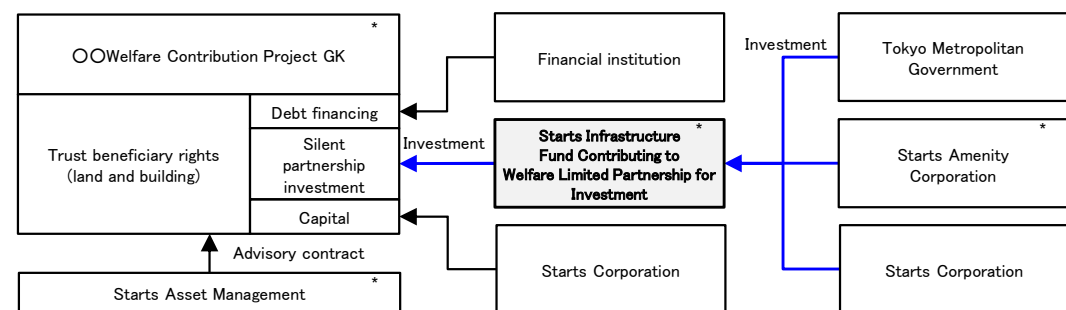 *
〇〇Welfare Contribution Project GK
Trust beneficiary rights
(land and building)
Debt financing
Silent
partnership
investment
Capital
Advisory contract
*
Starts Asset Management
Financial institution
Investment
*
Starts Infrastructure
Fund Contributing to
Welfare Limited Partnership for
Investment
Starts Corporation
Investment
Tokyo Metropolitan
Government
*
Starts Amenity
Corporation
Starts Corporation